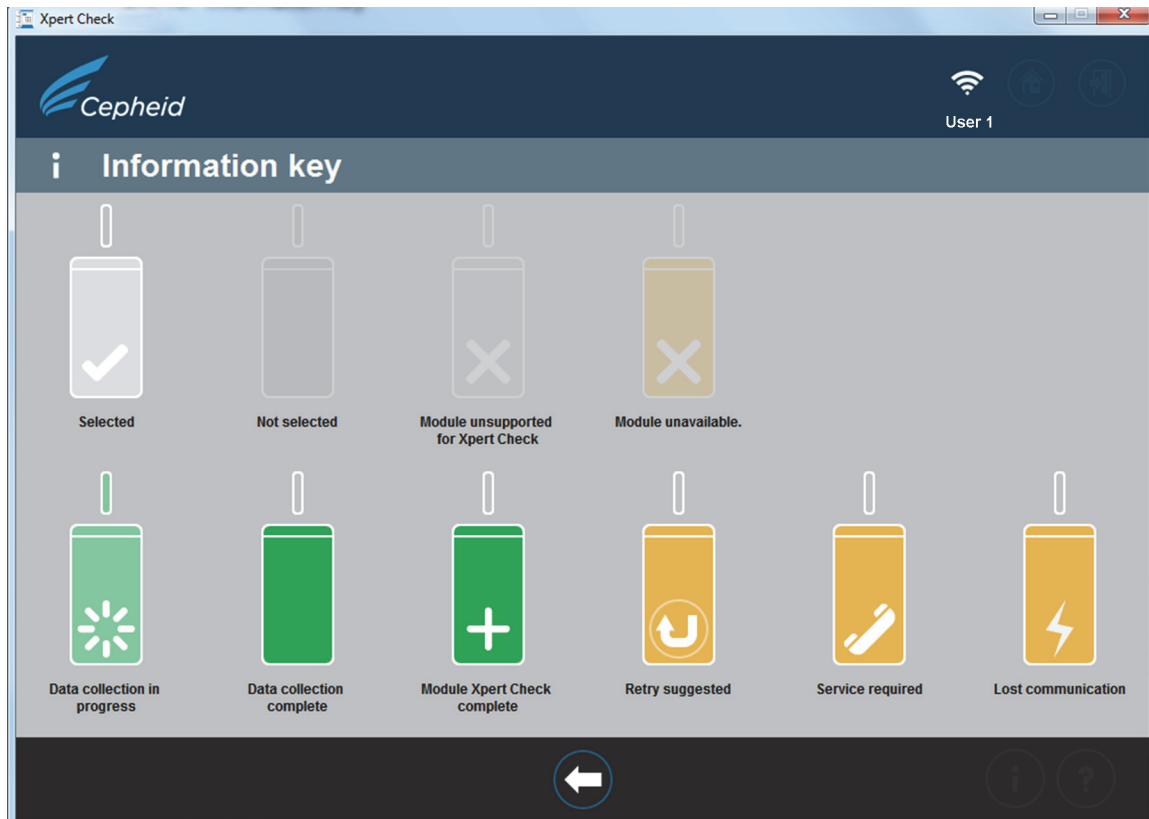 Xpert Check
Cepheid
User 1
i Information key
Selected
Not selected
Module unsupported
for Xpert Check
Module unavailable.
Data collection in
progress
Data collection
complete
Module Xpert Check
complete
Retry suggested
Service required
Lost communication
i ?